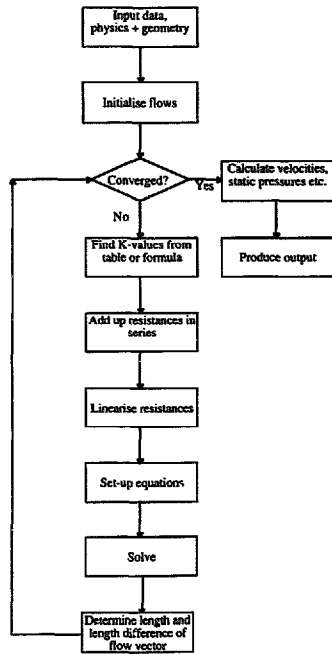 Input data,
physics + geometry
Initialise flows
Converged?
Yes
Calculate velocities,
static pressures etc.
No
Find K-values from
table or formula
Produce output
Add up resistances in
series
Linearise resistances
Set-up equations
Solve
Determine length and
length difference of
flow vector